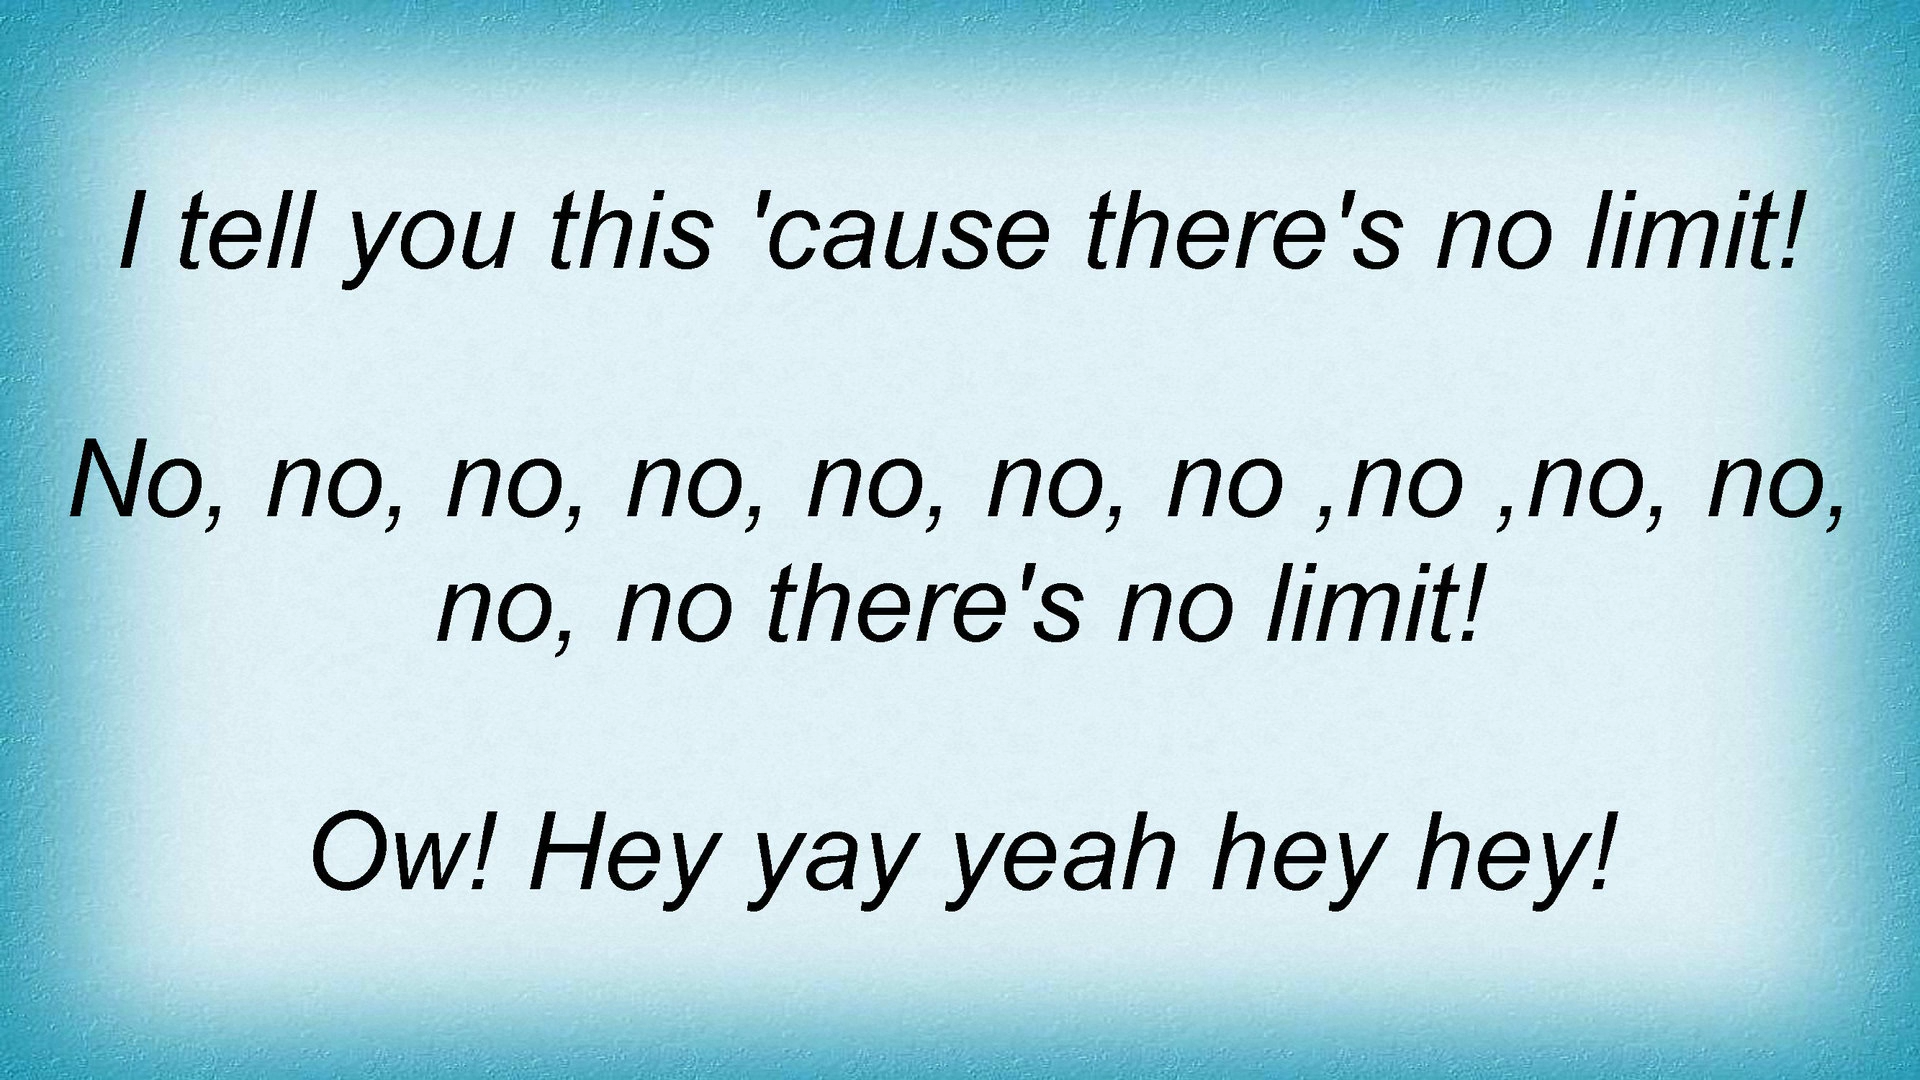 I tell you this 'cause there's no limit!
No, no, no, no, no, no, no ,no ,no, no,
no, no there's no limit!
Ow! Hey yay yeah hey hey!